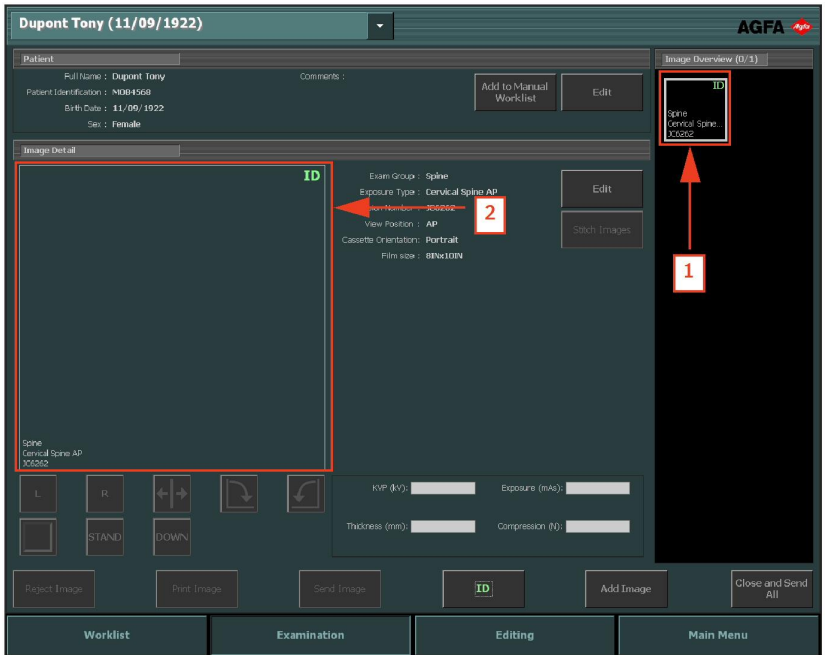 Dupont Tony (11/09/1922)
AGFA
Agfa
Patient
Full Name : Dupont Tony
Comments :
Patient Identification : M084568
Birth Date : 11/09/1922
Sex : Female
Add to Manual
Worklist
Edit
Image Overview (0/1)
ID
Spine
Cervical Spine...
JC6262
1
Image Detail
ID
Spine
Cervical Spine AP
JC6262
Exam Group : Spine
Exposure Type : Cervical Spine AP
Number : JC6262
View Position : AP
Cassette Orientation: Portrait
Film size : 8INx10IN
2
Edit
Stitch Images
L
R
STAND
DOWN
KVP (kV):
Exposure (mAs):
Thickness (mm):
Compression (N):
Reject Image
Print Image
Send Image
ID
Add Image
Close and Send
All
Worklist
Examination
Editing
Main Menu